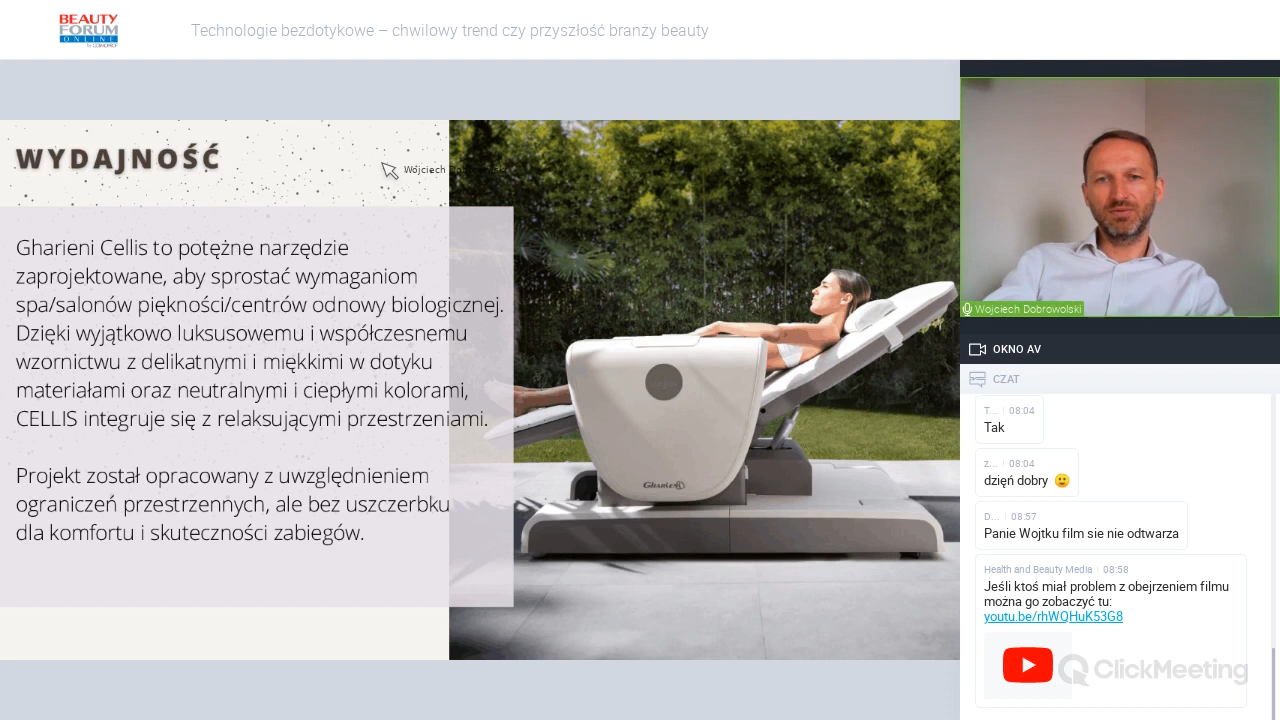 BEAUTY
FORUM
ONLINE
by COSMOPROF
Technologie bezdotykowe – chwilowy trend czy przyszłość branży beauty
WYDAJNOŚĆ
Wojciech
Gharieni Cellis to potężne narzędzie
zaprojektowane, aby sprostać wymaganiom
spa/salonów piękności/centrów odnowy biologicznej.
Dzięki wyjątkowo luksusowemu i współczesnemu
wzornictwu z delikatnymi i miękkimi w dotyku
materiałami oraz neutralnymi i ciepłymi kolorami,
CELLIS integruje się z relaksującymi przestrzeniami.
Projekt został opracowany z uwzględnieniem
ograniczeń przestrzennych, ale bez uszczerbku
dla komfortu i skuteczności zabiegów.
GHARIENI
Wojciech Dobrowolski
OKNO AV
CZAT
T... 08:04
Tak
z... 08:04
dzięń dobry
D... 08:57
Panie Wojtku film sie nie odtwarza
Health and Beauty Media 08:58
Jeśli ktoś miał problem z obejrzeniem filmu
można go zobaczyć tu:
youtu.be/rhWQHuK53G8
ClickMeeting